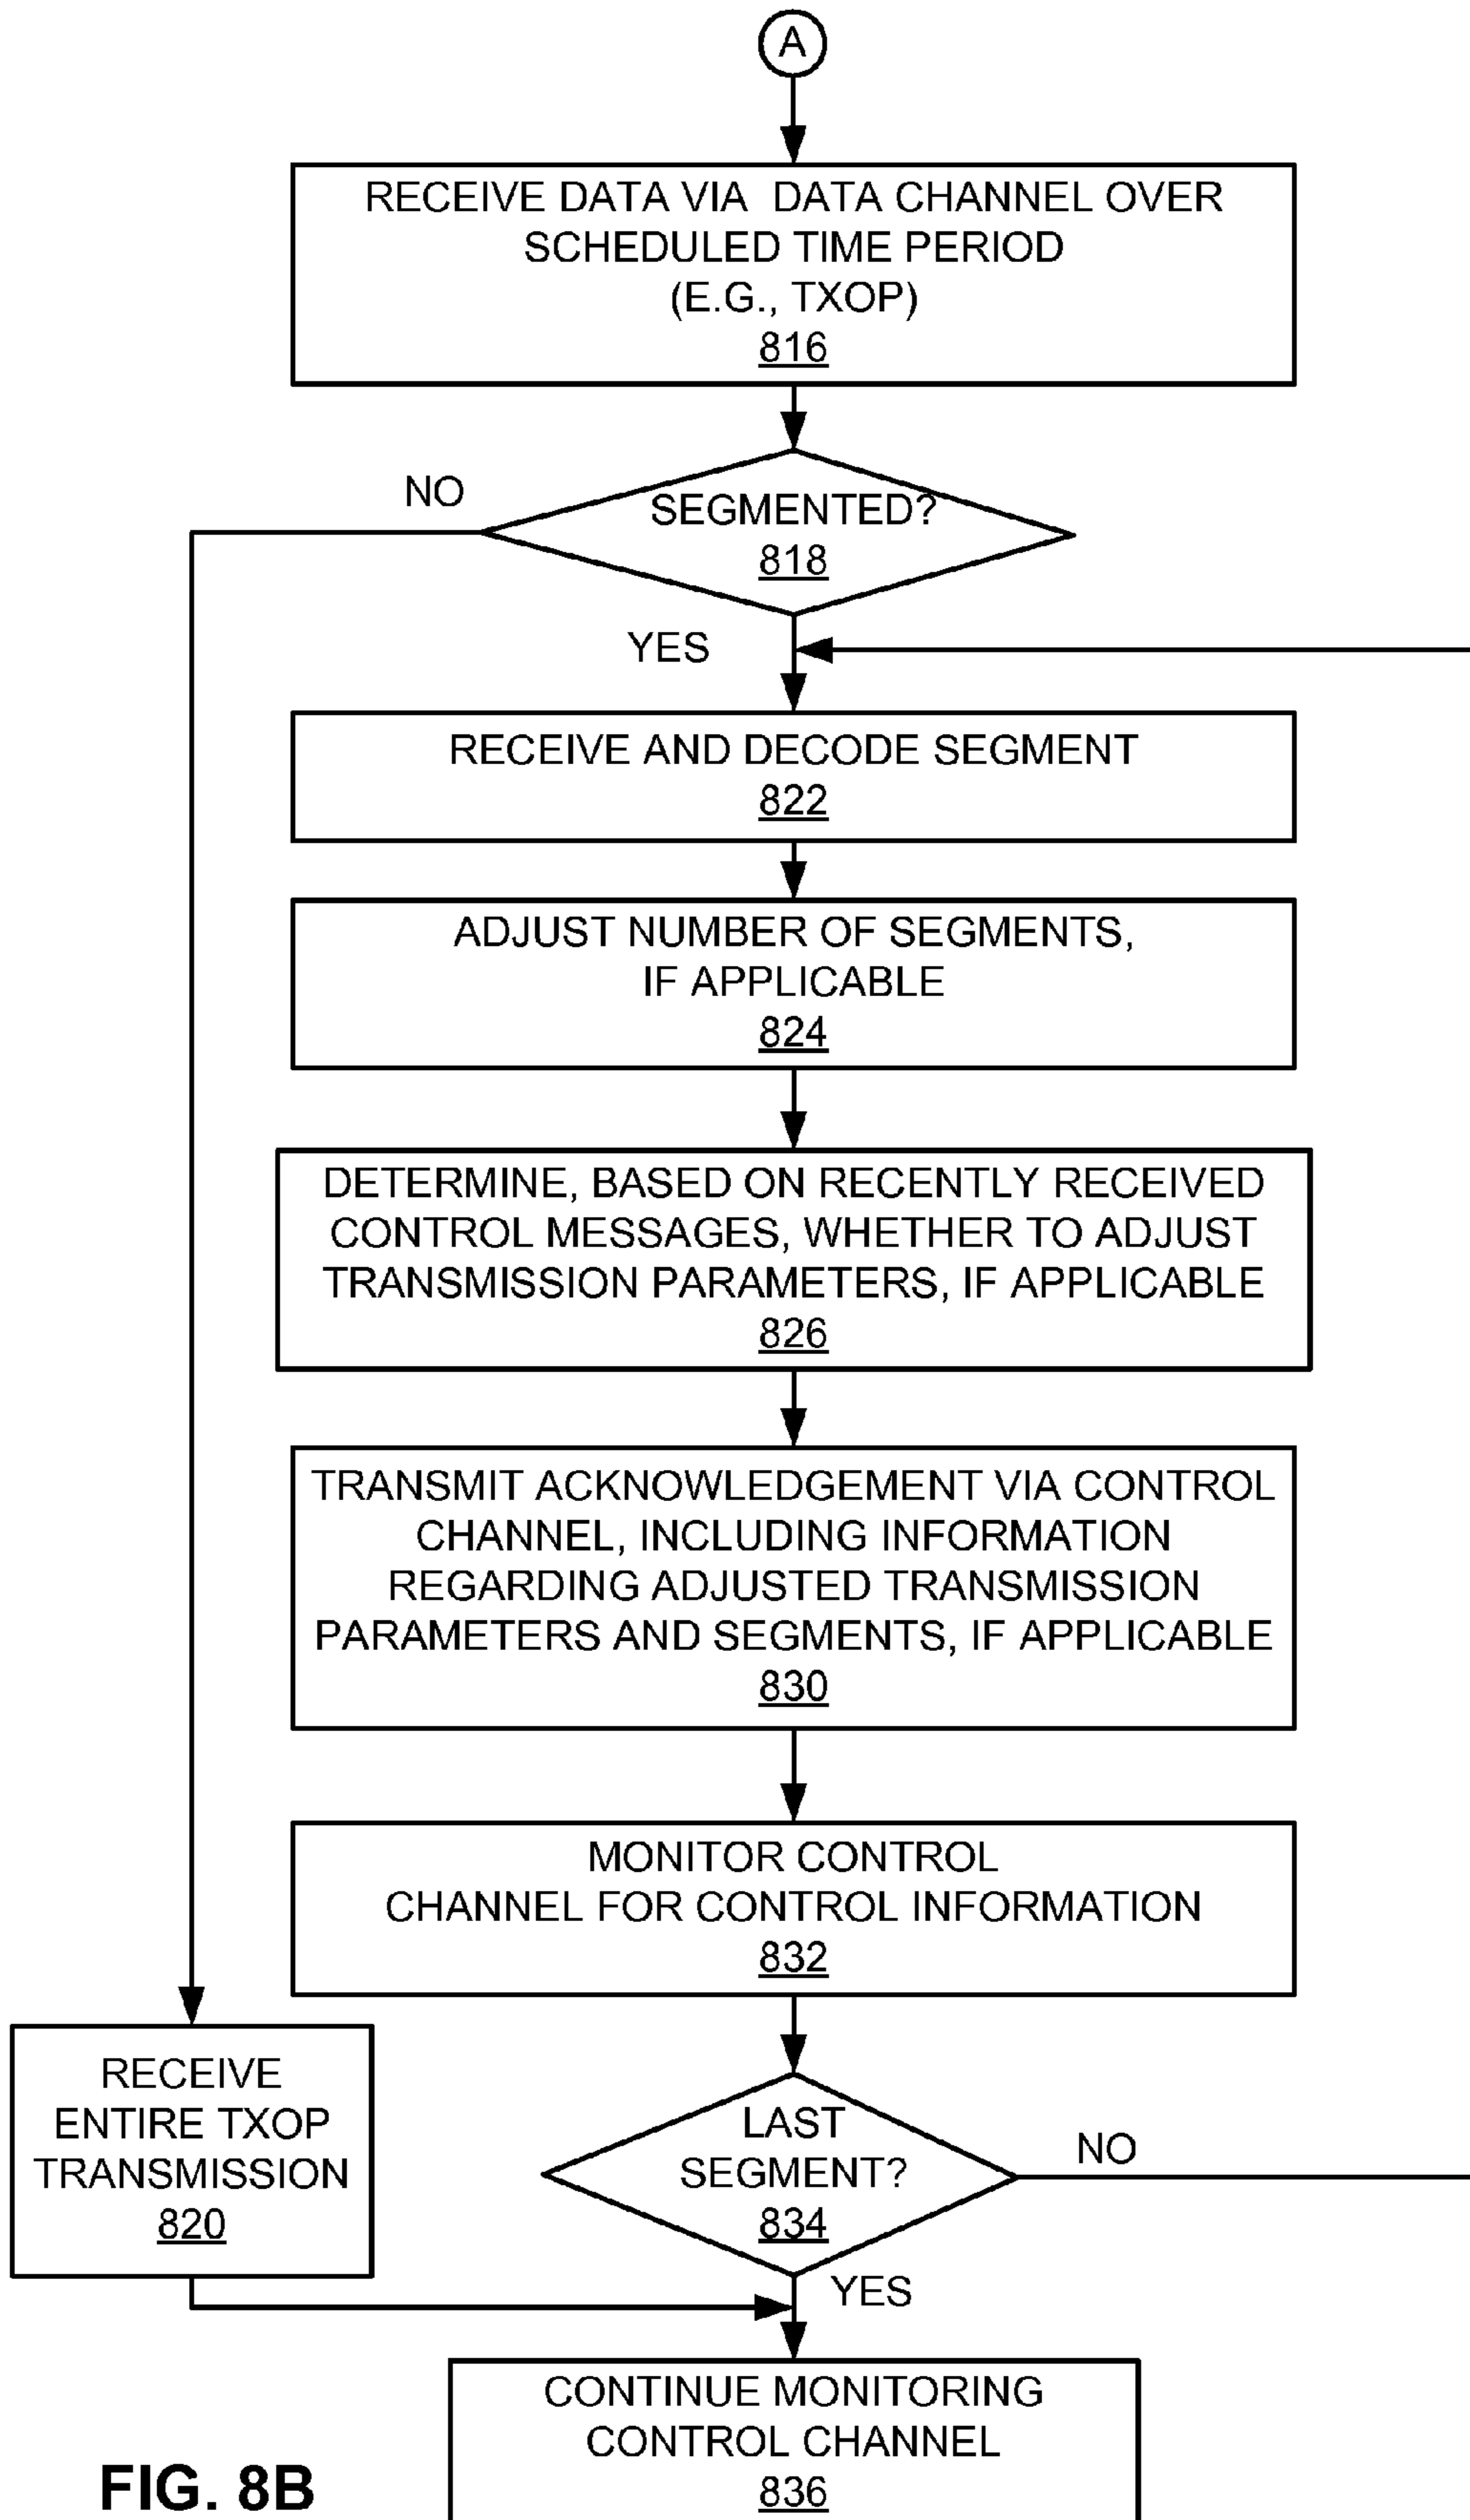 A
RECEIVE DATA VIA DATA CHANNEL OVER
SCHEDULED TIME PERIOD
(E.G., TXOP)
816
NO
SEGMENTED?
818
YES
RECEIVE AND DECODE SEGMENT
822
ADJUST NUMBER OF SEGMENTS,
IF APPLICABLE
824
DETERMINE, BASED ON RECENTLY RECEIVED
CONTROL MESSAGES, WHETHER TO ADJUST
TRANSMISSION PARAMETERS, IF APPLICABLE
826
TRANSMIT ACKNOWLEDGEMENT VIA CONTROL
CHANNEL, INCLUDING INFORMATION
REGARDING ADJUSTED TRANSMISSION
PARAMETERS AND SEGMENTS, IF APPLICABLE
830
MONITOR CONTROL
CHANNEL FOR CONTROL INFORMATION
832
RECEIVE
ENTIRE TXOP
TRANSMISSION
820
LAST
SEGMENT?
834
NO
YES
CONTINUE MONITORING
CONTROL CHANNEL
836
FIG. 8B